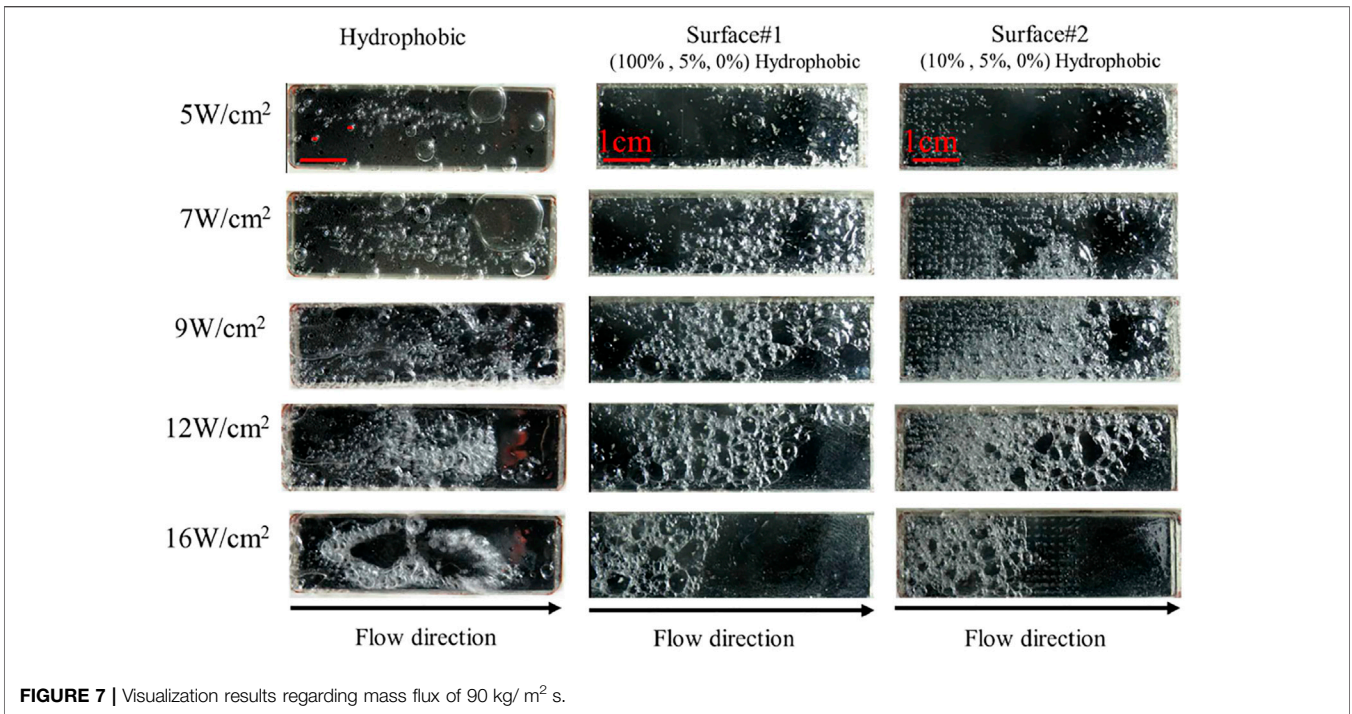 Hydrophobic
Surface#1
(100% , 5%, 0%) Hydrophobic
Surface#2
(10% , 5%, 0%) Hydrophobic
5W/cm²
1cm
1cm
7W/cm²
9W/cm²
12W/cm²
16W/cm²
Flow direction
Flow direction
Flow direction
FIGURE 7 | Visualization results regarding mass flux of 90 kg/ m² s.